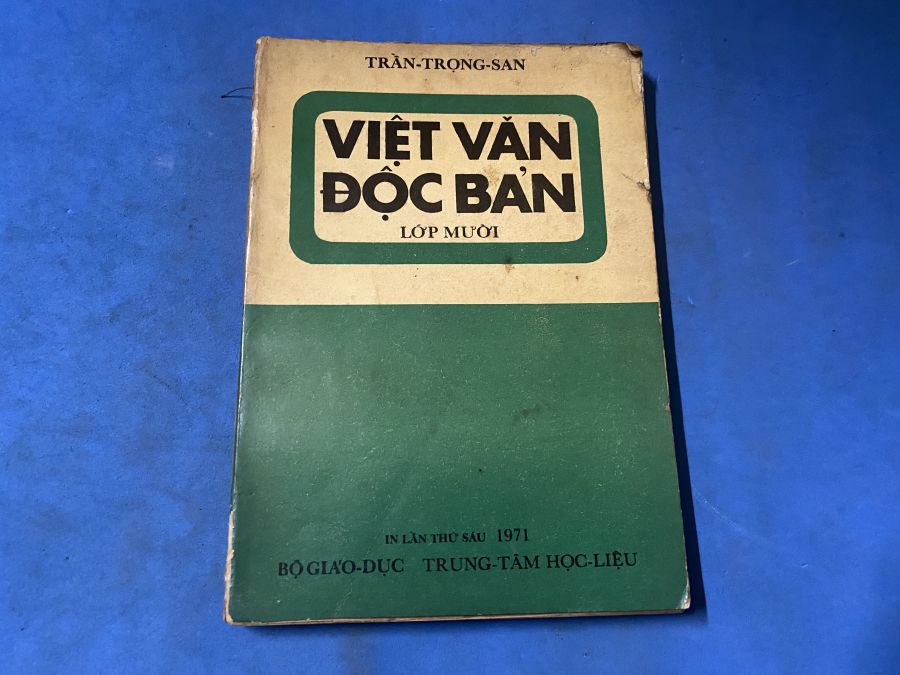 TRẦN-TRỌNG-SAN
VIỆT VĂN
ĐỘC BẢN
LỚP MƯỜI
IN LẦN THỨ SÁU 1971
BỘ GIÁO-DỤC TRUNG-TÂM HỌC-LIỆU